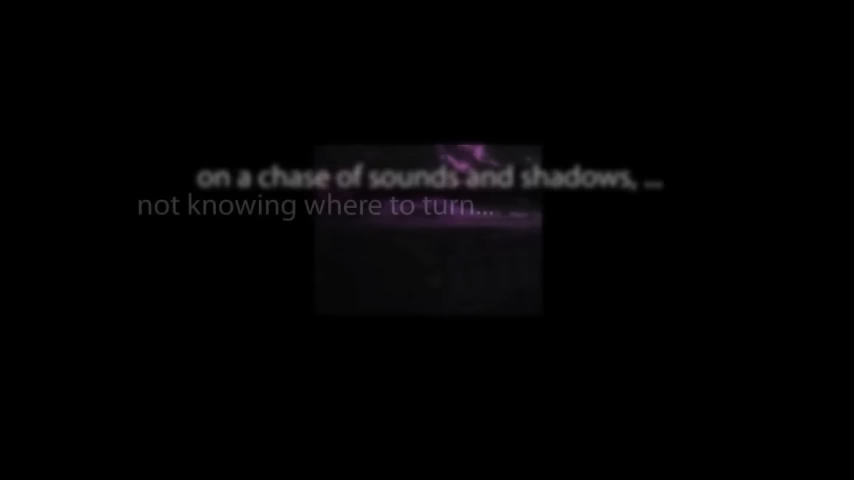 on a chase of sounds and shadows, ...
not knowing where to turn...